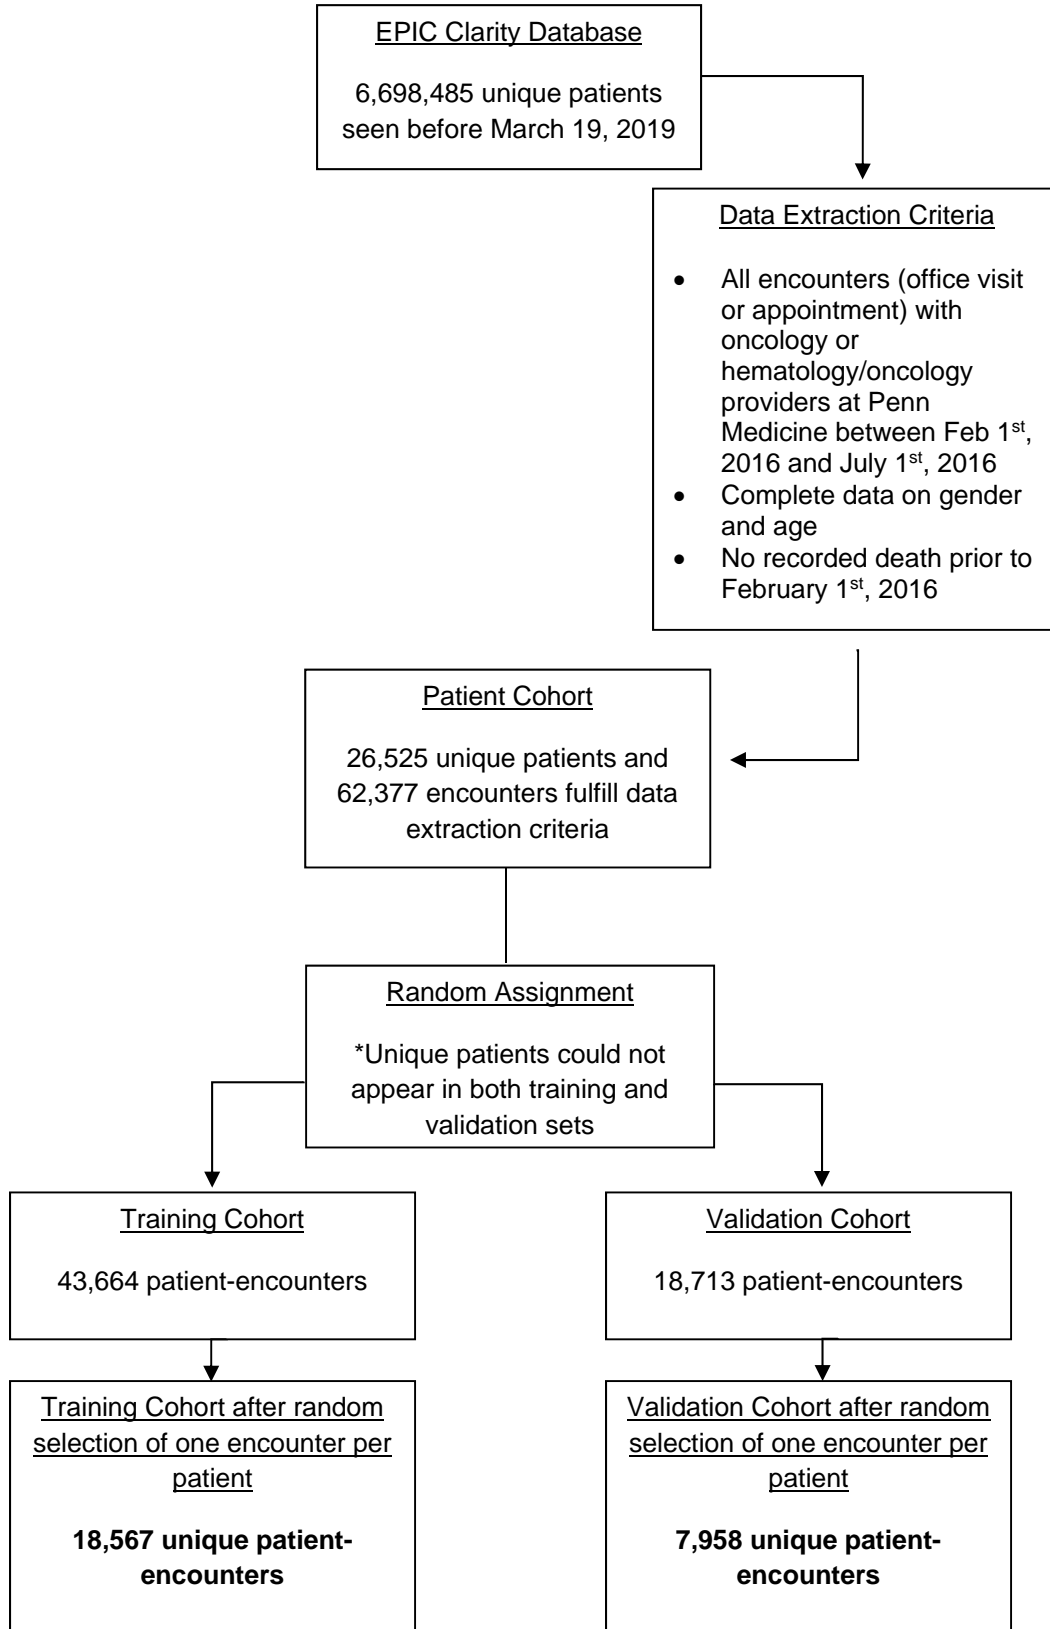 EPIC Clarity Database
6,698,485 unique patients
seen before March 19, 2019
Data Extraction Criteria
• All encounters (office visit
or appointment) with
oncology or
hematology/oncology
providers at Penn
Medicine between Feb 1st,
2016 and July 1st, 2016
• Complete data on gender
and age
• No recorded death prior to
February 1st, 2016
Patient Cohort
26,525 unique patients and
62,377 encounters fulfill data
extraction criteria
Random Assignment
*Unique patients could not
appear in both training and
validation sets
Training Cohort
43,664 patient-encounters
Validation Cohort
18,713 patient-encounters
Training Cohort after random
selection of one encounter per
patient
18,567 unique patient-
encounters
Validation Cohort after random
selection of one encounter per
patient
7,958 unique patient-
encounters